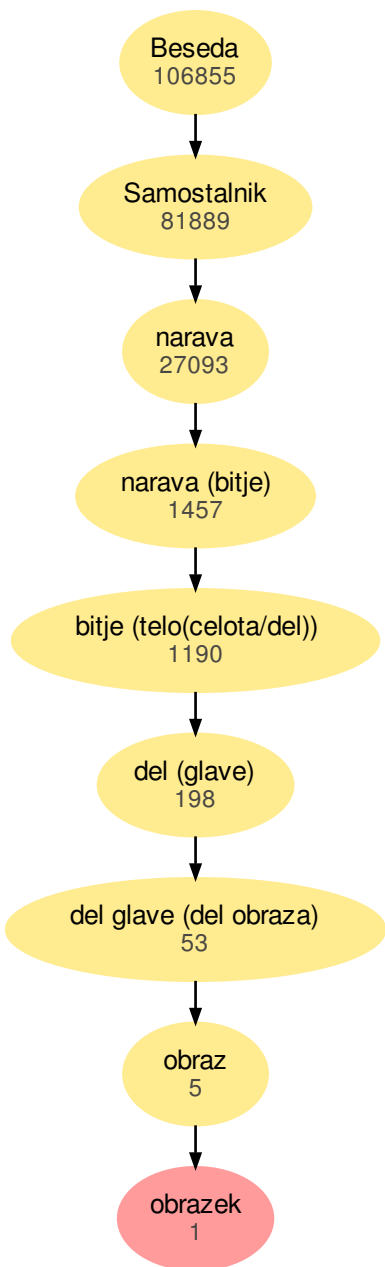 Beseda
106855
Samostalnik
81889
narava
27093
narava (bitje)
1457
bitje (telo(celota/del))
1190
del (glave)
198
del glave (del obraza)
53
obraz
5
obrazek
1